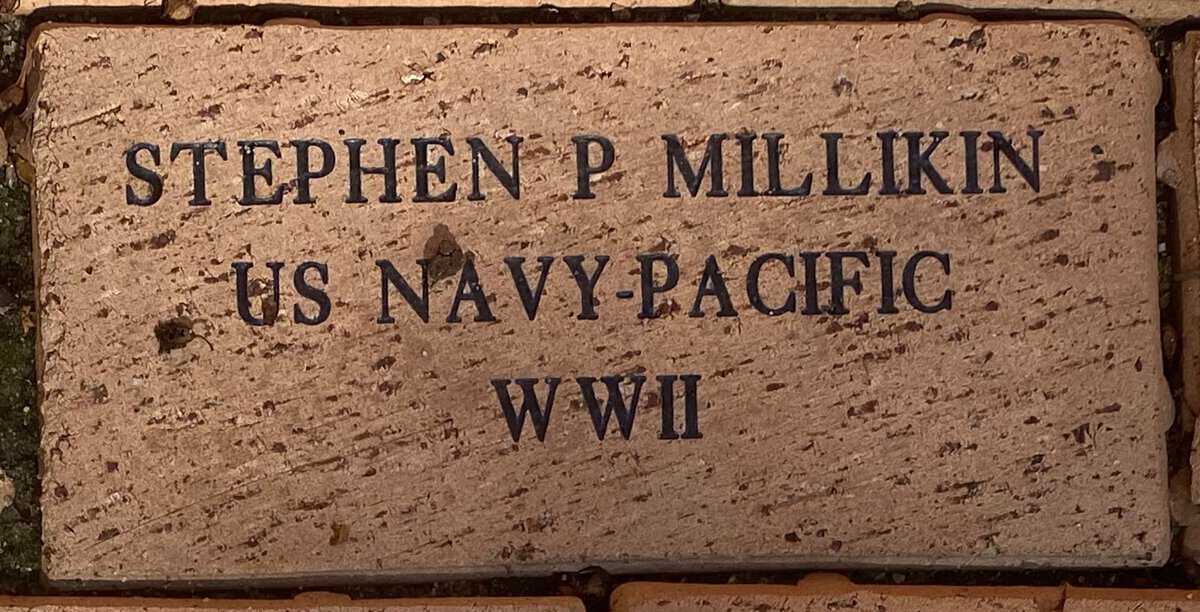 STEPHEN P MILLIKIN
US NAVY-PACIFIC
WWII